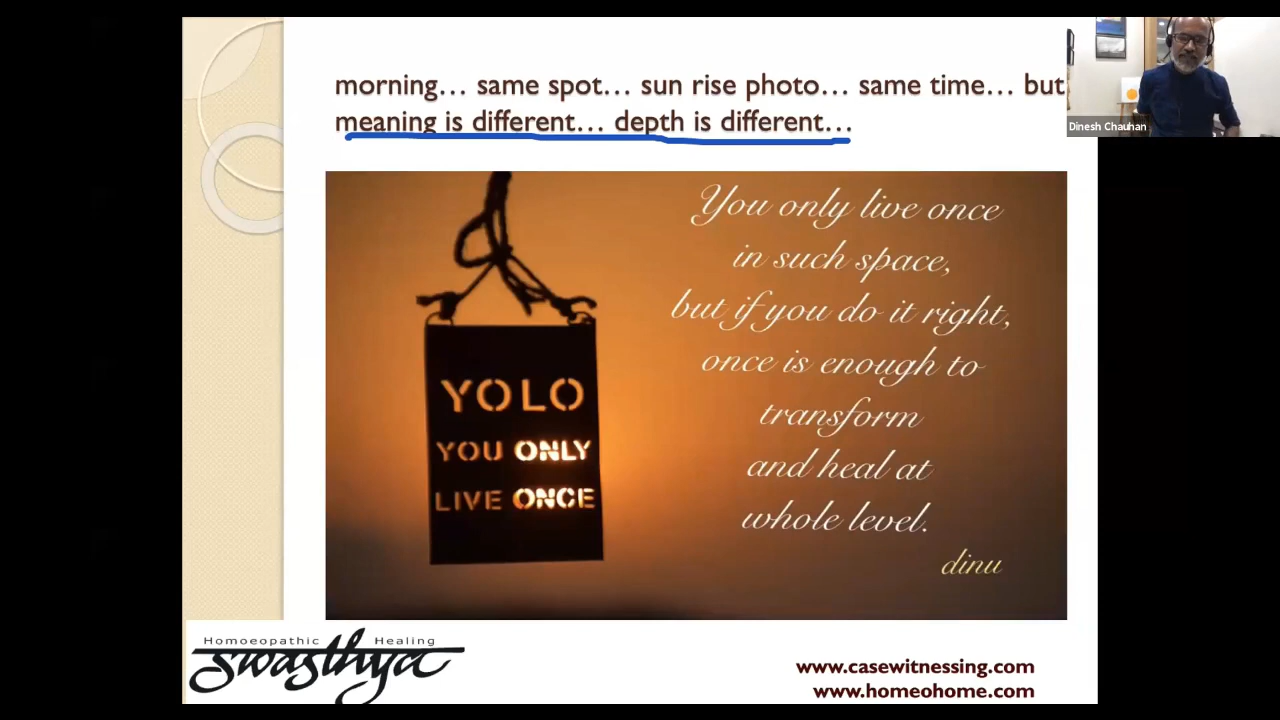 morning... same spot... sun rise photo... same time... but
meaning is different... depth is different...
Dinesh Chauhan
You only live once
in such space,
but if you do it right,
once is enough to
transform
and heal at
whole level.
dinu
YOLO
YOU ONLY
LIVE ONCE
Homoeopathic Healing
swasthya
www.casewitnessing.com
www.homeohome.com